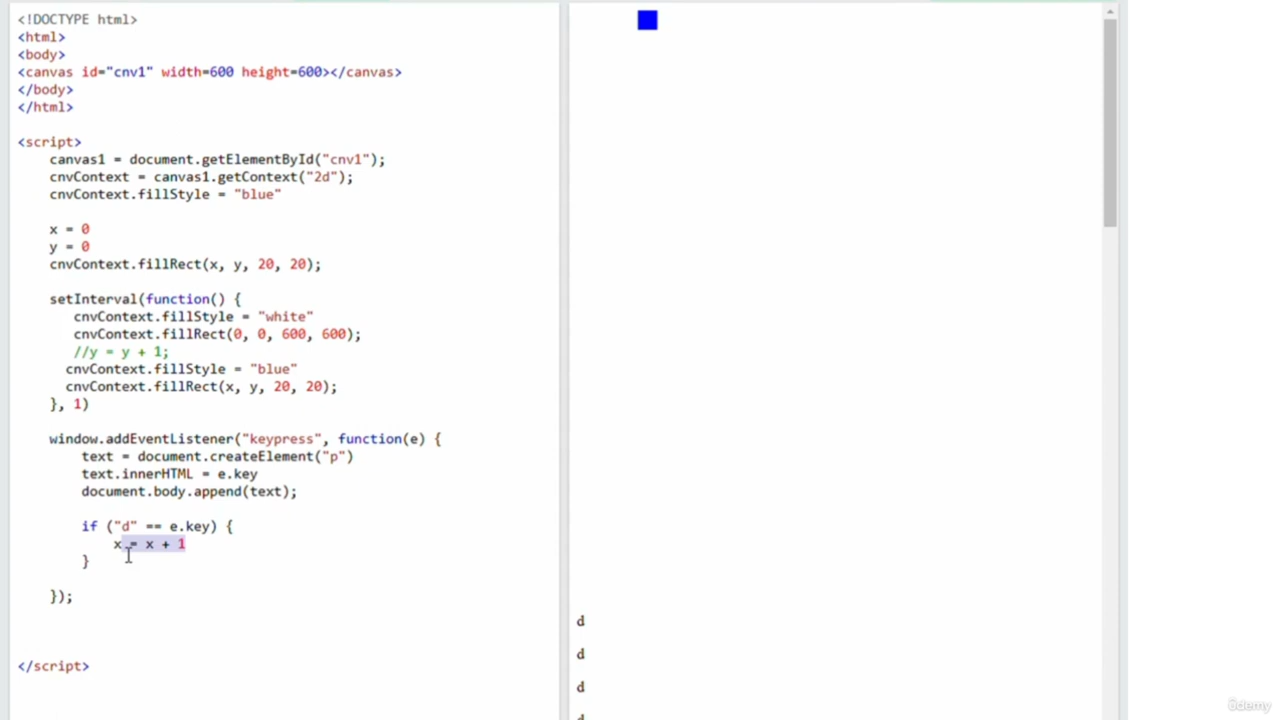 <!DOCTYPE html>
<html>
<body>
<canvas id="cnv1" width=600 height=600></canvas>
</body>
</html>
<script>
canvas1 = document.getElementById("cnv1");
cnvContext = canvas1.getContext("2d");
cnvContext.fillStyle = "blue"
x = 0
y = 0
cnvContext.fillRect(x, y, 20, 20);
setInterval(function() {
cnvContext.fillStyle = "white"
cnvContext.fillRect(0, 0, 600, 600);
//y = y + 1;
cnvContext.fillStyle = "blue"
cnvContext.fillRect(x, y, 20, 20);
}, 1)
window.addEventListener("keypress", function(e) {
text = document.createElement("p")
text.innerHTML = e.key
document.body.append(text);
if ("d" == e.key) {
x = x + 1
}
});
</script>
d
d
d
d
ûdemy